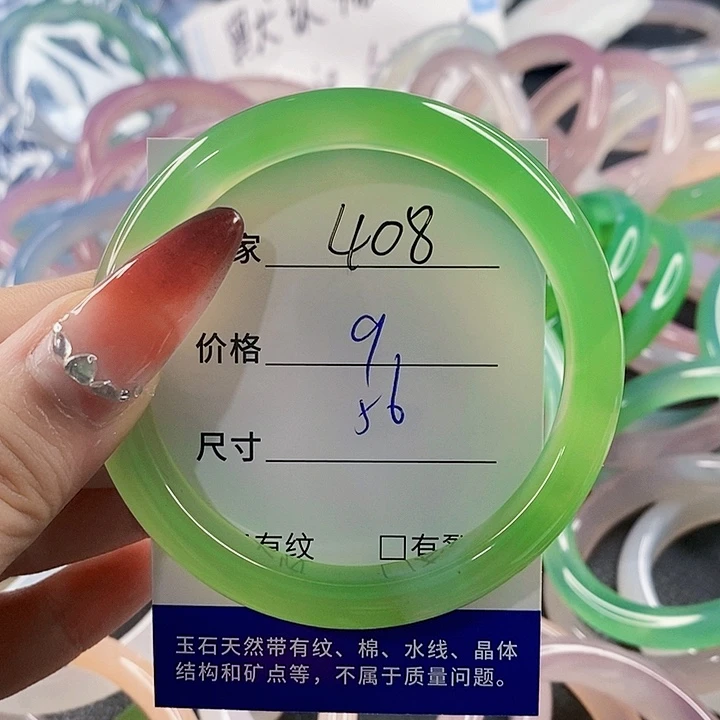 家 408
价格 9
尺寸 56
有纹 □有裂
玉石天然带有纹、棉、水线、晶体
结构和矿点等，不属于质量问题。